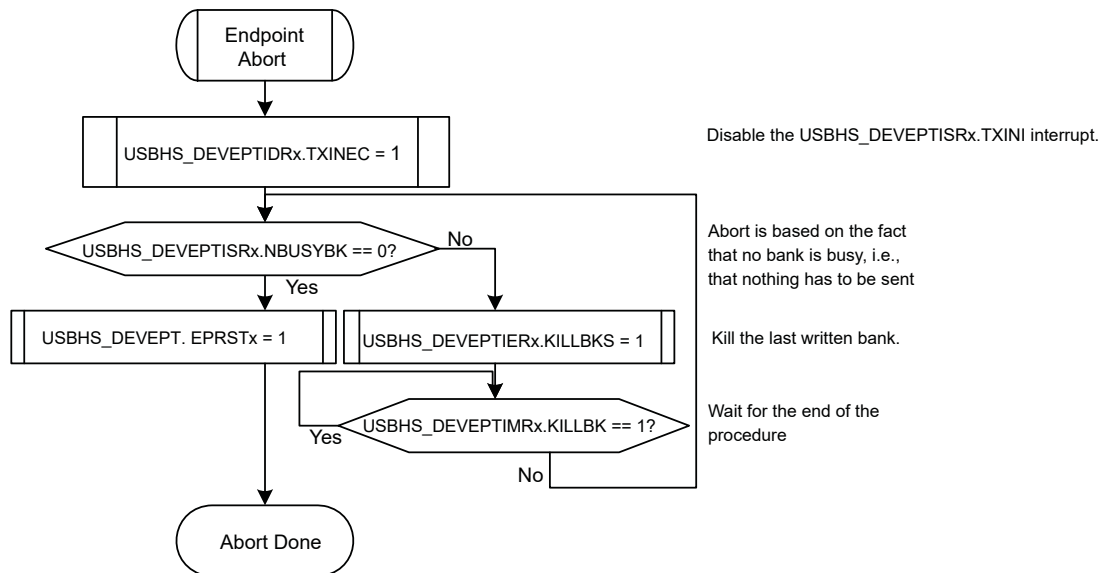 Endpoint
Abort
USBHS_DEVEPTIDRx.TXINEC = 1
Disable the USBHS_DEVEPTISRx.TXINI interrupt.
USBHS_DEVEPTISRx.NBUSYBK == 0?
No
Yes
Abort is based on the fact
that no bank is busy, i.e.,
that nothing has to be sent
USBHS_DEVEPT. EPRSTx = 1
USBHS_DEVEPTIERx.KILLBKS = 1
Kill the last written bank.
USBHS_DEVEPTIMRx.KILLBK == 1?
Yes
No
Wait for the end of the
procedure
Abort Done